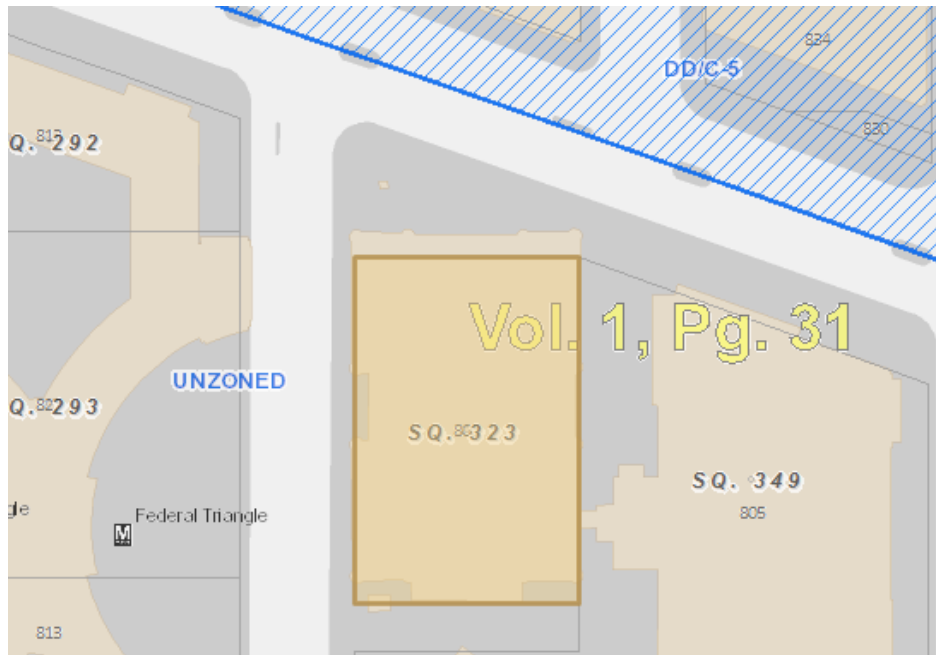 834
DD/C-5
830
Q. 292
Vol. 1, Pg. 31
UNZONED
Q. 293
SQ. 323
SQ. 349
805
gle
Federal Triangle
M
813